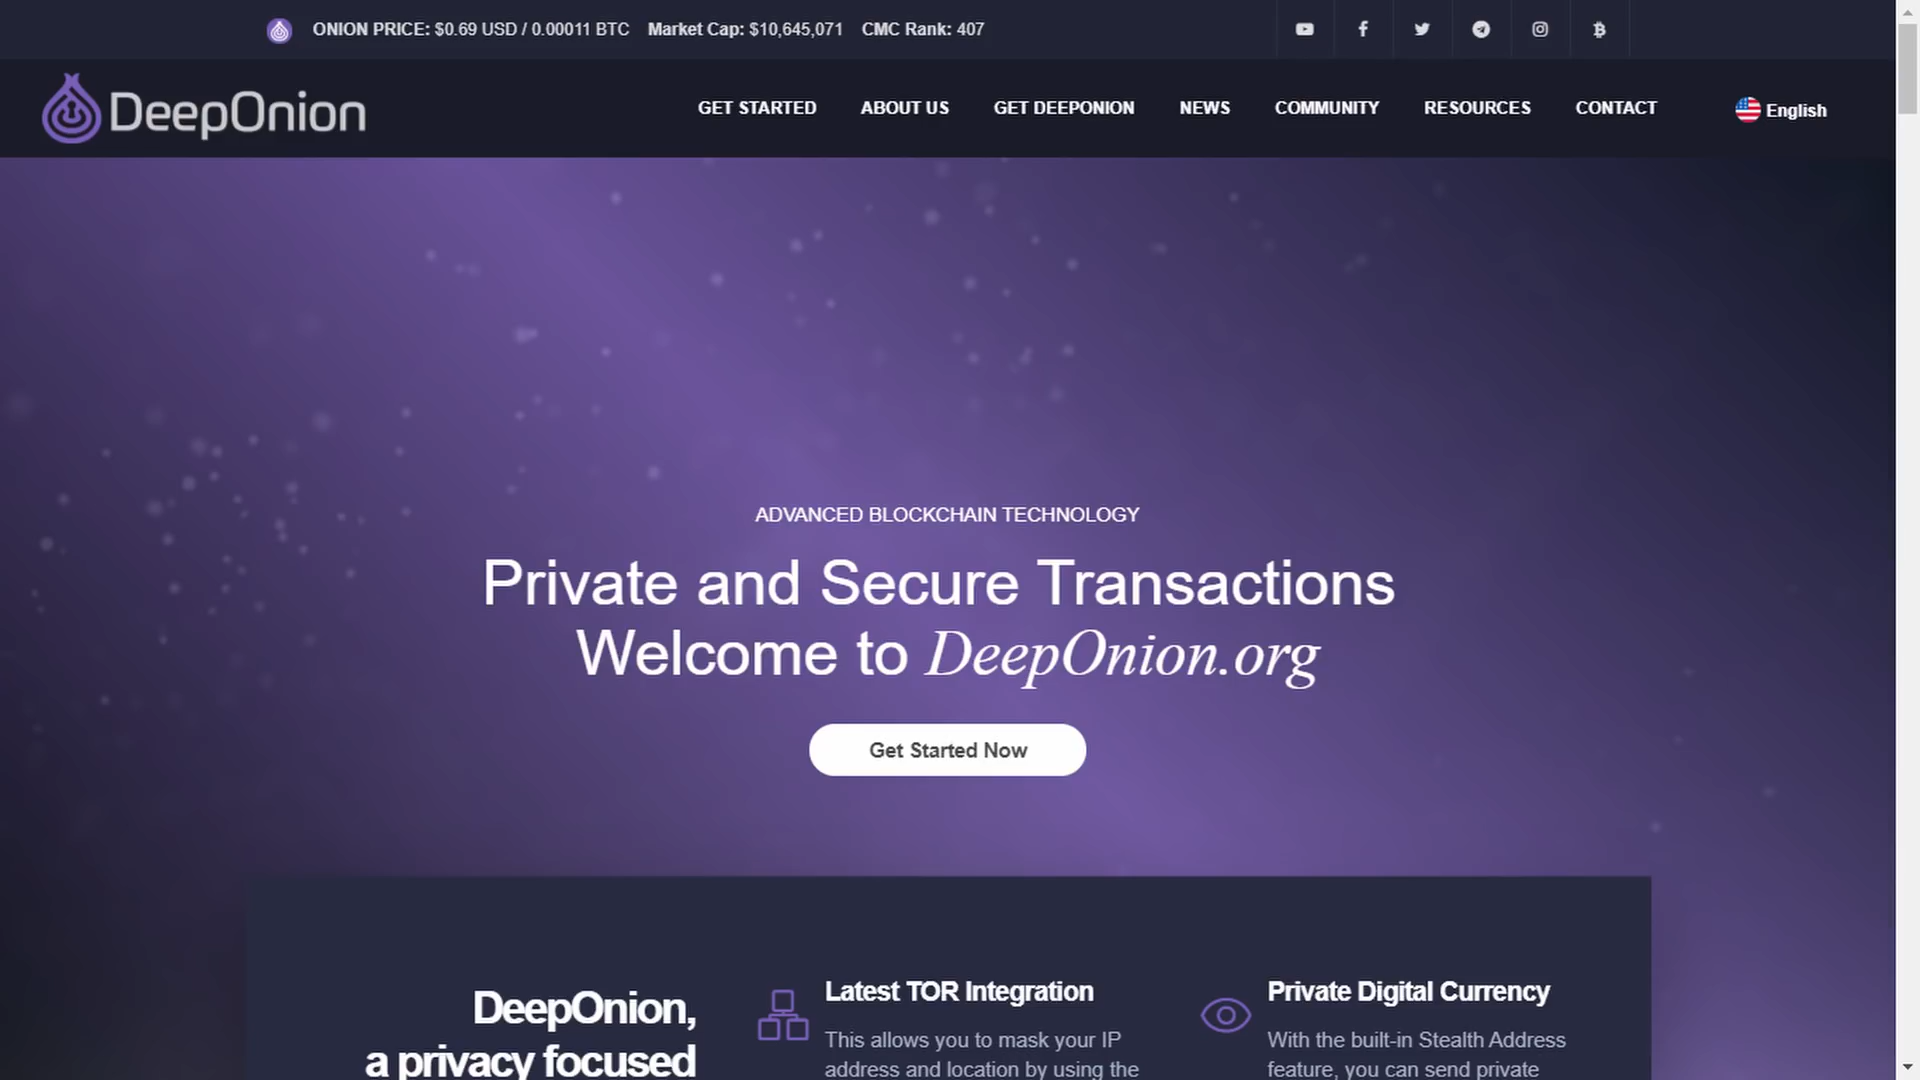 ONION PRICE: $0.69 USD / 0.00011 BTC Market Cap: $10,645,071 CMC Rank: 407
DeepOnion
GET STARTED ABOUT US GET DEEPONION NEWS COMMUNITY RESOURCES CONTACT English
ADVANCED BLOCKCHAIN TECHNOLOGY
Private and Secure Transactions
Welcome to DeepOnion.org
Get Started Now
DeepOnion,
a privacy focused
Latest TOR Integration
This allows you to mask your IP
address and location by using the
Private Digital Currency
With the built-in Stealth Address
feature, you can send private